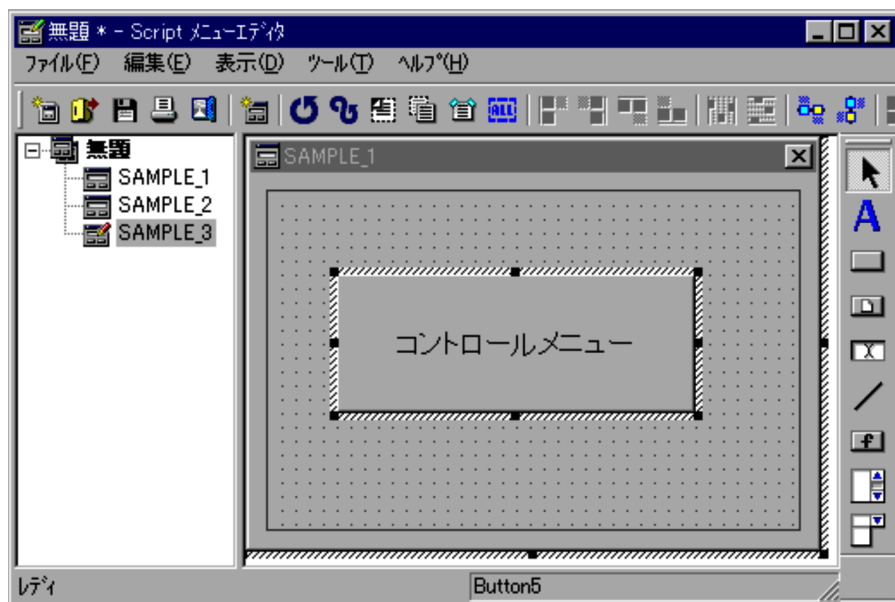 無題 * - Script ﾒﾆｭｰｴﾃﾞｨﾀ
ﾌｧｲﾙ(F) 編集(E) 表示(D) ﾂｰﾙ(T) ﾍﾙﾌﾟ(H)
ALL
無題
SAMPLE_1
SAMPLE_2
SAMPLE_3
SAMPLE_1
コントロールメニュー
A
f
ﾚﾃﾞｨ
Button5